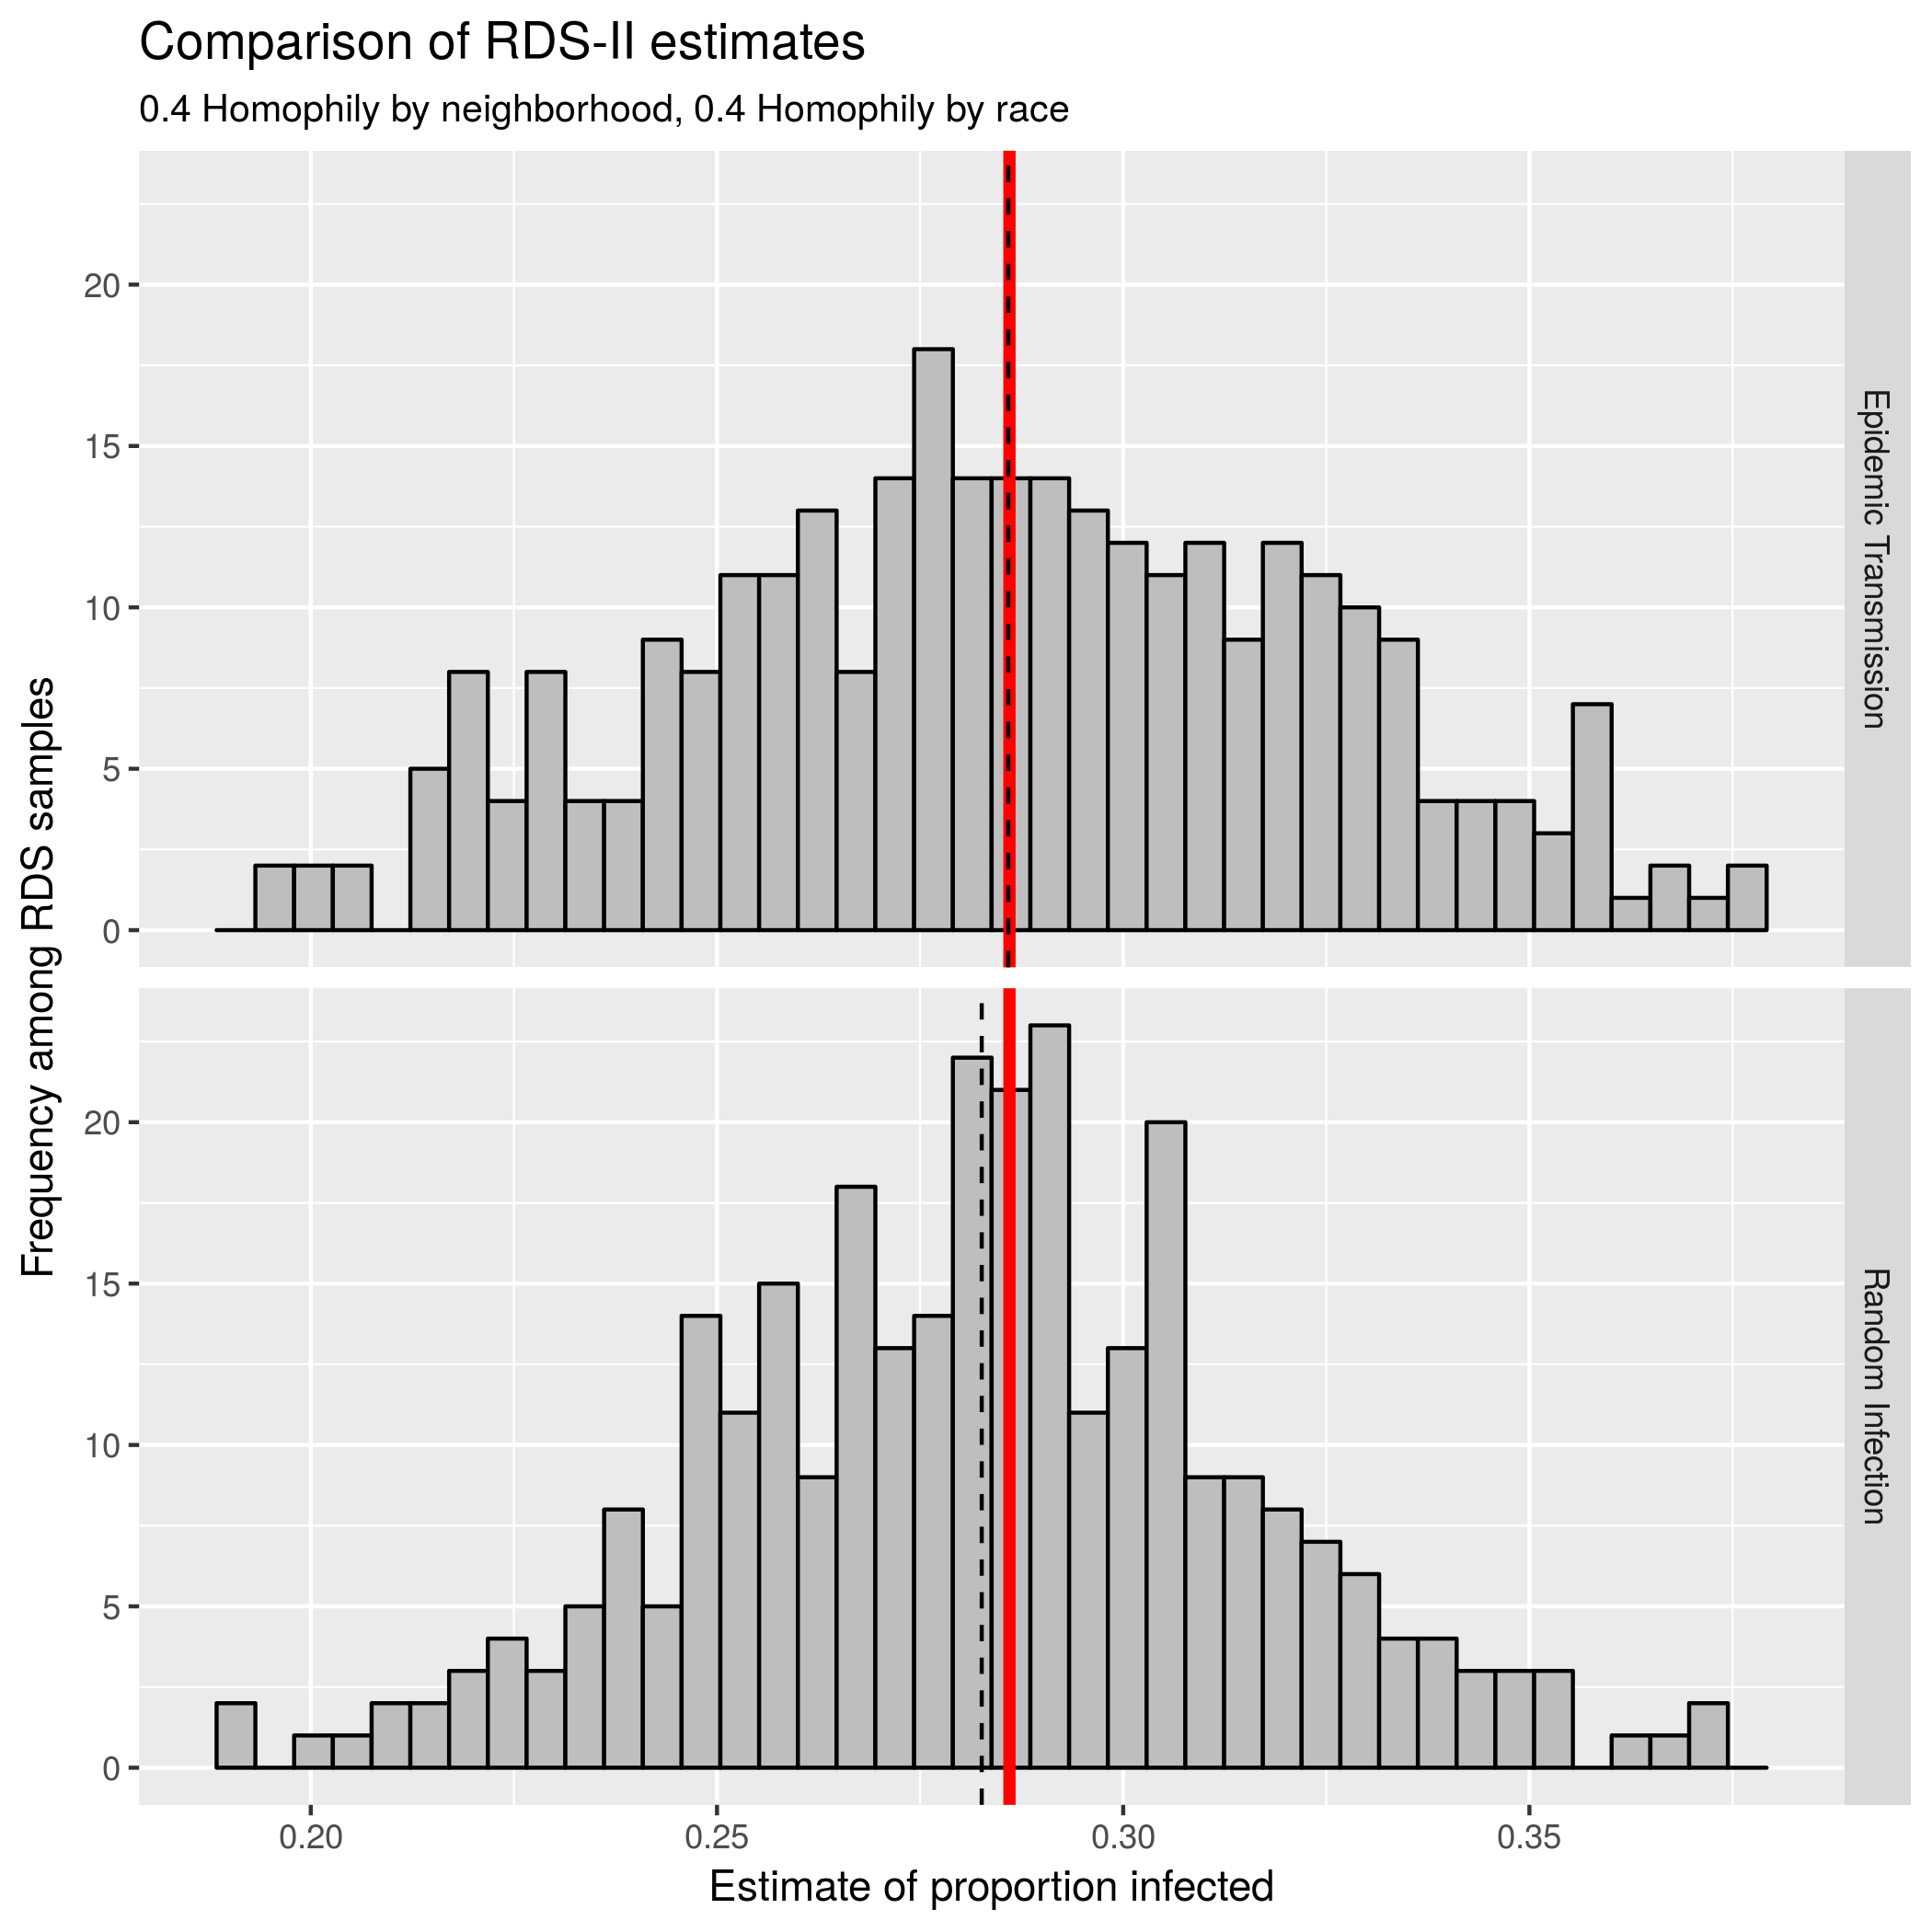 Comparison of RDS-II estimates
0.4 Homophily by neighborhood, 0.4 Homophily by race
Frequency among RDS samples
20
15
10
5
0
Epidemic Transmission
20
15
10
5
0
Random Infection
0.20 0.25 0.30 0.35
Estimate of proportion infected